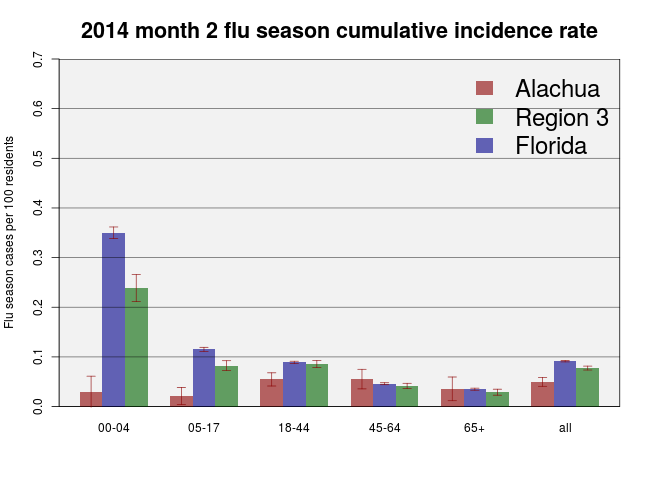 2014 month 2 flu season cumulative incidence rate
Flu season cases per 100 residents
0.7
0.6
0.5
0.4
0.3
0.2
0.1
0.0
Alachua
Region 3
Florida
00-04 05-17 18-44 45-64 65+ all